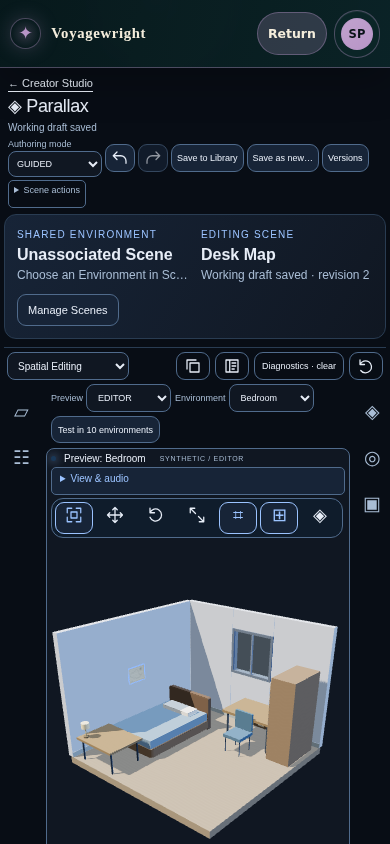 Voyagewright
Return
SP
← Creator Studio
◈ Parallax
Working draft saved
Authoring mode
GUIDED
Save to Library
Save as new…
Versions
Scene actions
SHARED ENVIRONMENT
Unassociated Scene
Choose an Environment in Sc…
EDITING SCENE
Desk Map
Working draft saved · revision 2
Manage Scenes
Spatial Editing
Diagnostics · clear
Preview
EDITOR
Environment
Bedroom
Test in 10 environments
Preview: Bedroom SYNTHETIC / EDITOR
View & audio